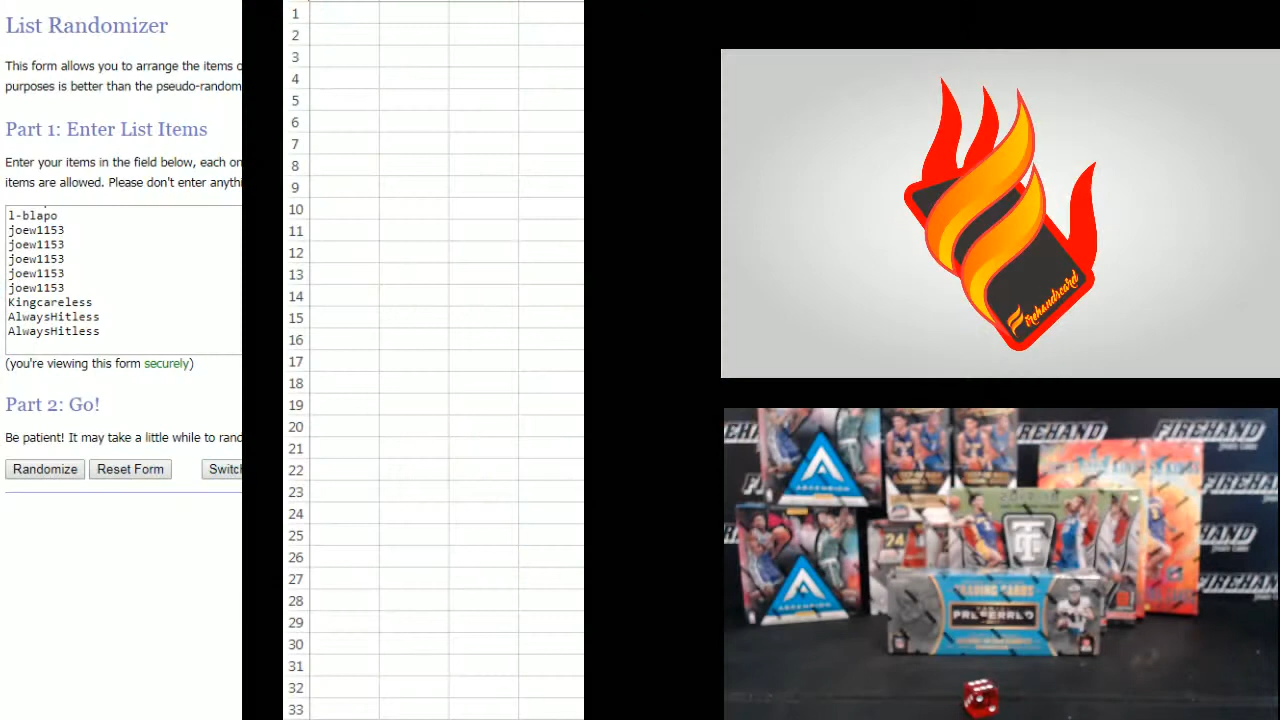 List Randomizer
This form allows you to arrange the items o
purposes is better than the pseudo-random
Part 1: Enter List Items
Enter your items in the field below, each on
items are allowed. Please don't enter anythi
l-blapo
joew1153
joew1153
joew1153
joew1153
joew1153
Kingcareless
AlwaysHitless
AlwaysHitless
(you're viewing this form securely)
Part 2: Go!
Be patient! It may take a little while to rand
Randomize Reset Form Switc
1
2
3
4
5
6
7
8
9
10
11
12
13
14
15
16
17
18
19
20
21
22
23
24
25
26
27
28
29
30
31
32
33
Firehandscard
FIREHAND
FIREHAND
ASCENSION
24
TT
ASCENSION
TRADING CARDS
PREFERRED
FIREHAND
FIREHAND